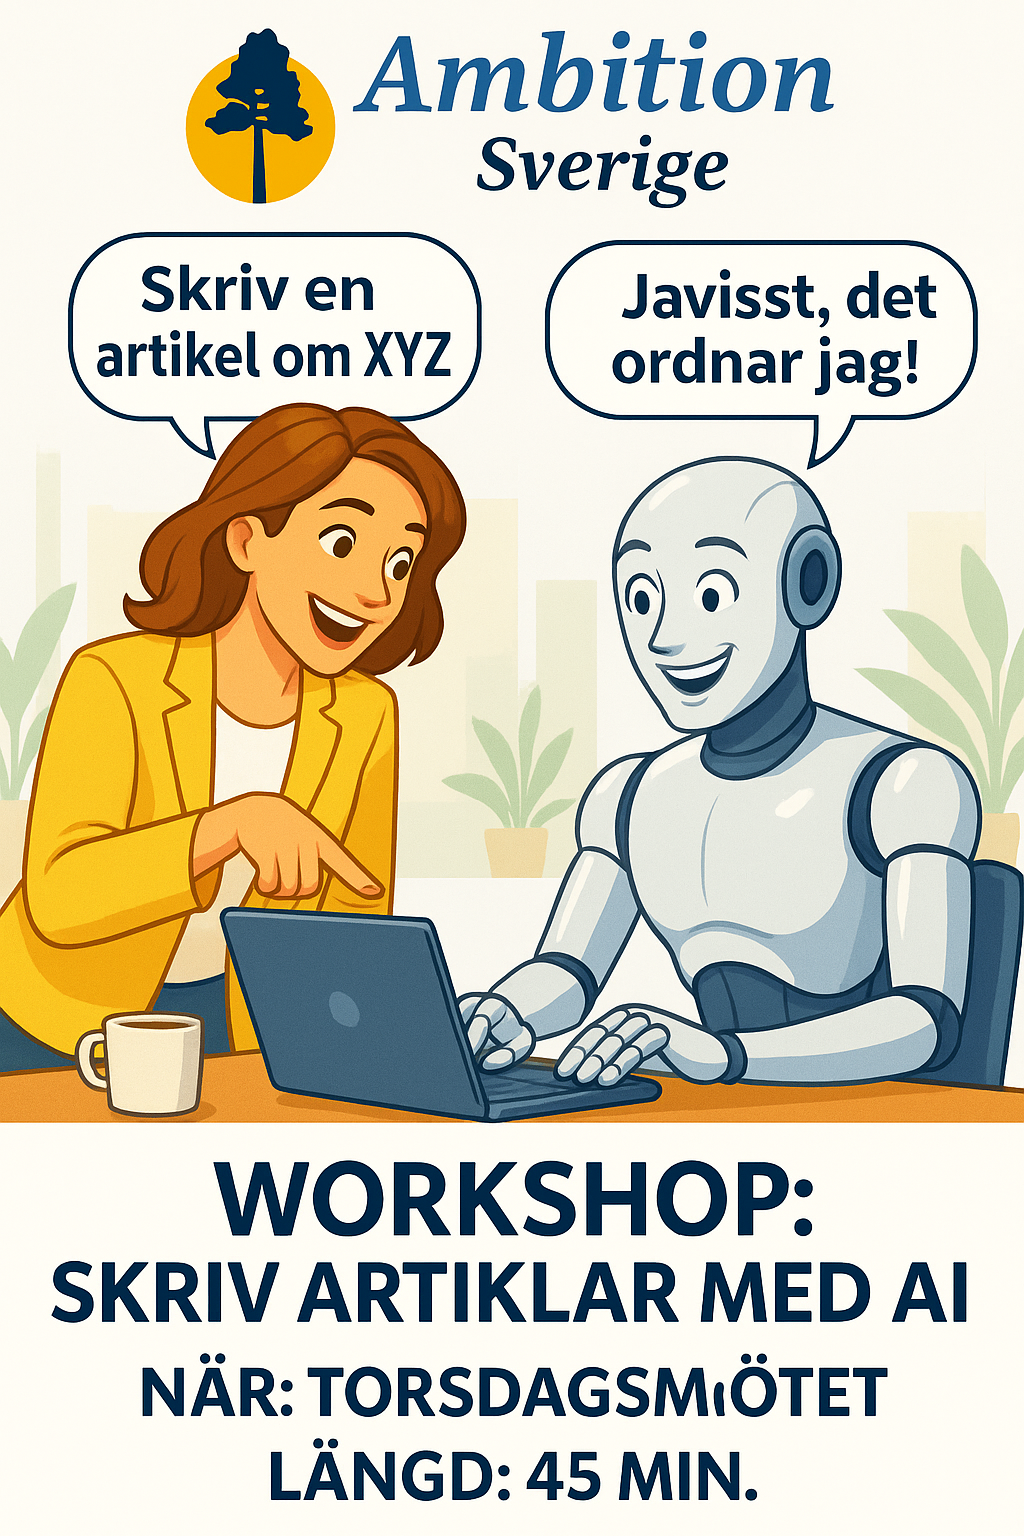 Ambition
Sverige
Skriv en
artikel om XYZ
Javisst, det
ordnar jag!
WORKSHOP:
SKRIV ARTIKLAR MED AI
NÄR: TORSDAGSMÖTET
LÄNGD: 45 MIN.